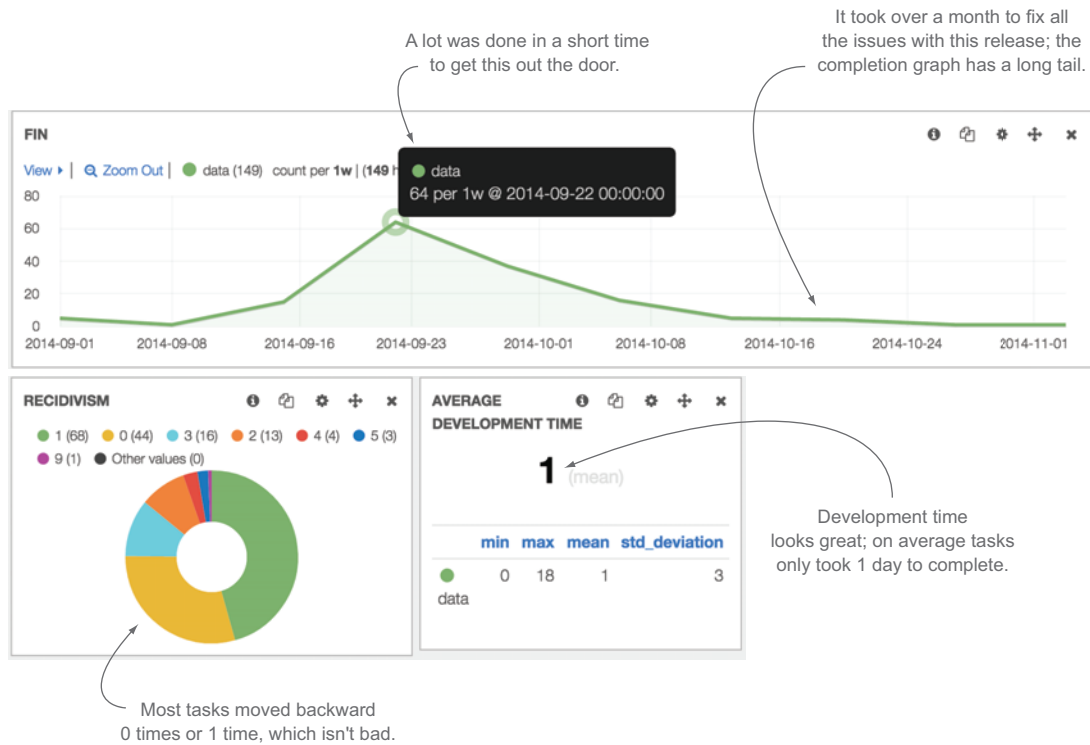 A lot was done in a short time
to get this out the door.
It took over a month to fix all
the issues with this release; the
completion graph has a long tail.
FIN
View | Zoom Out | data (149) count per 1w | (149 h
data
64 per 1w @ 2014-09-22 00:00:00
80
60
40
20
0
2014-09-01 2014-09-08 2014-09-16 2014-09-23 2014-10-01 2014-10-08 2014-10-16 2014-10-24 2014-11-01
RECIDIVISM
1 (68) 0 (44) 3 (16) 2 (13) 4 (4) 5 (3)
9 (1) Other values (0)
AVERAGE
DEVELOPMENT TIME
1 (mean)
min max mean std_deviation
0 18 1 3
data
Development time
looks great; on average tasks
only took 1 day to complete.
Most tasks moved backward
0 times or 1 time, which isn't bad.